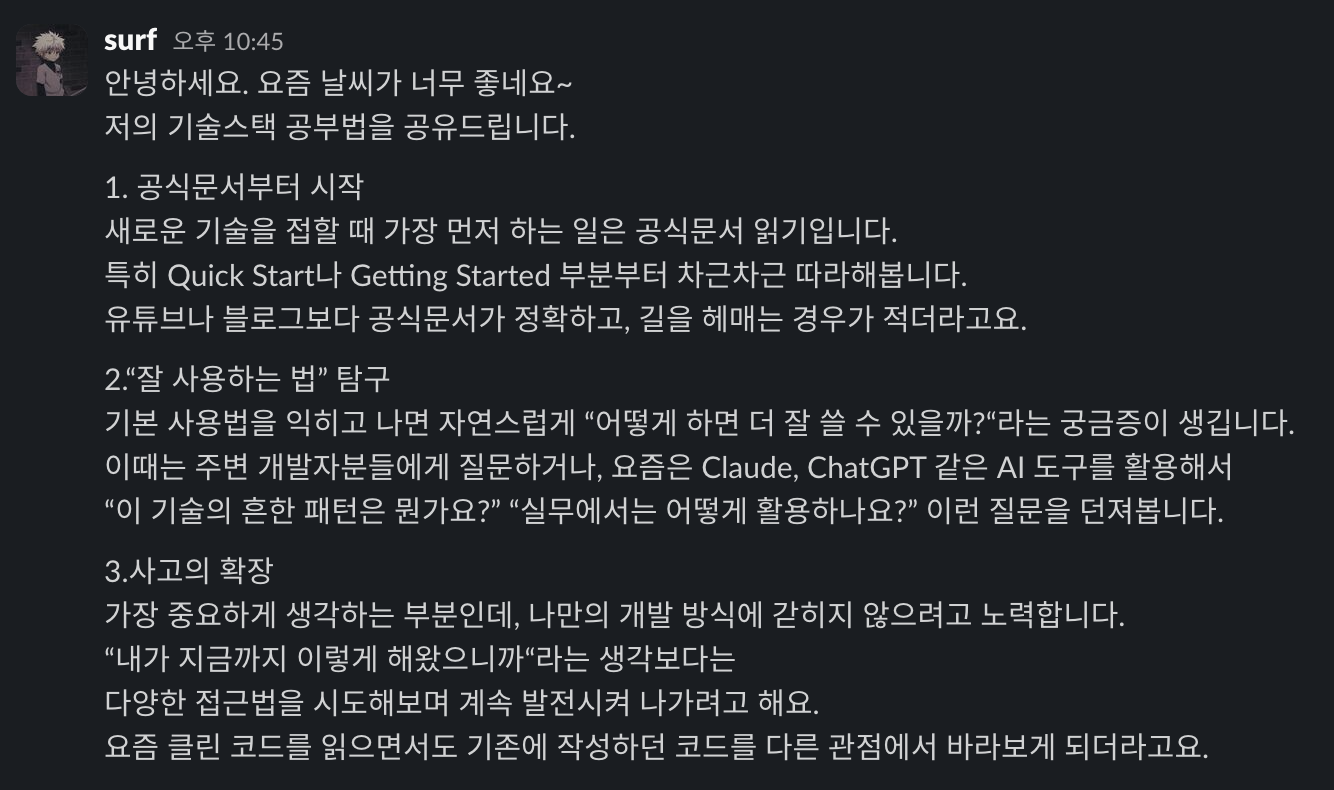 surf 오후 10:45
안녕하세요. 요즘 날씨가 너무 좋네요~
저의 기술스택 공부법을 공유드립니다.
1. 공식문서부터 시작
새로운 기술을 접할 때 가장 먼저 하는 일은 공식문서 읽기입니다.
특히 Quick Start나 Getting Started 부분부터 차근차근 따라해봅니다.
유튜브나 블로그보다 공식문서가 정확하고, 길을 헤매는 경우가 적더라고요.
2.“잘 사용하는 법” 탐구
기본 사용법을 익히고 나면 자연스럽게 “어떻게 하면 더 잘 쓸 수 있을까?“라는 궁금증이 생깁니다.
이때는 주변 개발자분들에게 질문하거나, 요즘은 Claude, ChatGPT 같은 AI 도구를 활용해서
“이 기술의 흔한 패턴은 뭔가요?” “실무에서는 어떻게 활용하나요?” 이런 질문을 던져봅니다.
3.사고의 확장
가장 중요하게 생각하는 부분인데, 나만의 개발 방식에 갇히지 않으려고 노력합니다.
“내가 지금까지 이렇게 해왔으니까“라는 생각보다는
다양한 접근법을 시도해보며 계속 발전시켜 나가려고 해요.
요즘 클린 코드를 읽으면서도 기존에 작성하던 코드를 다른 관점에서 바라보게 되더라고요.